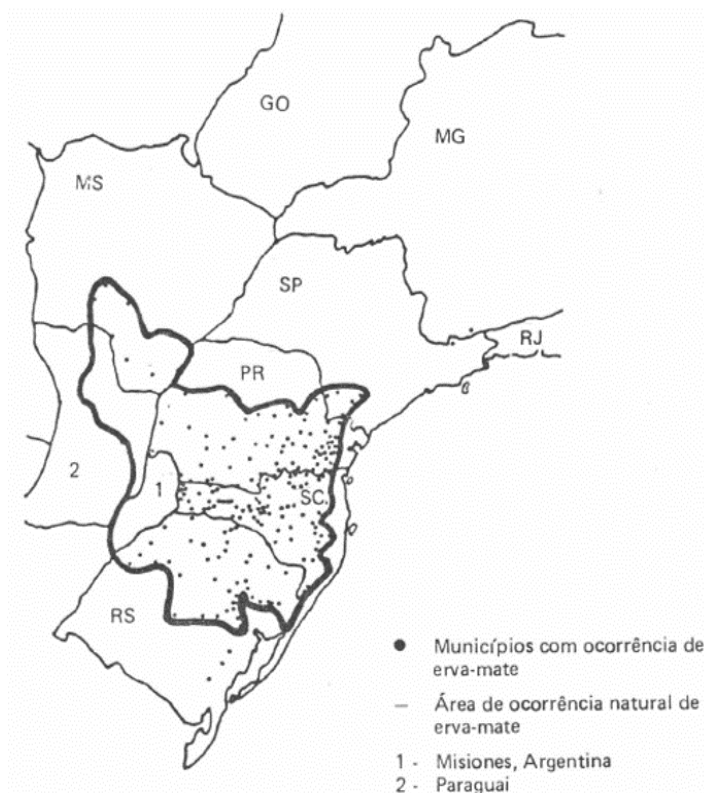 GO
MG
MS
SP
RJ
PR
2
1
SC
RS
● Municípios com ocorrência de
erva-mate
– Área de ocorrência natural de
erva-mate
1 - Misiones, Argentina
2 - Paraguai